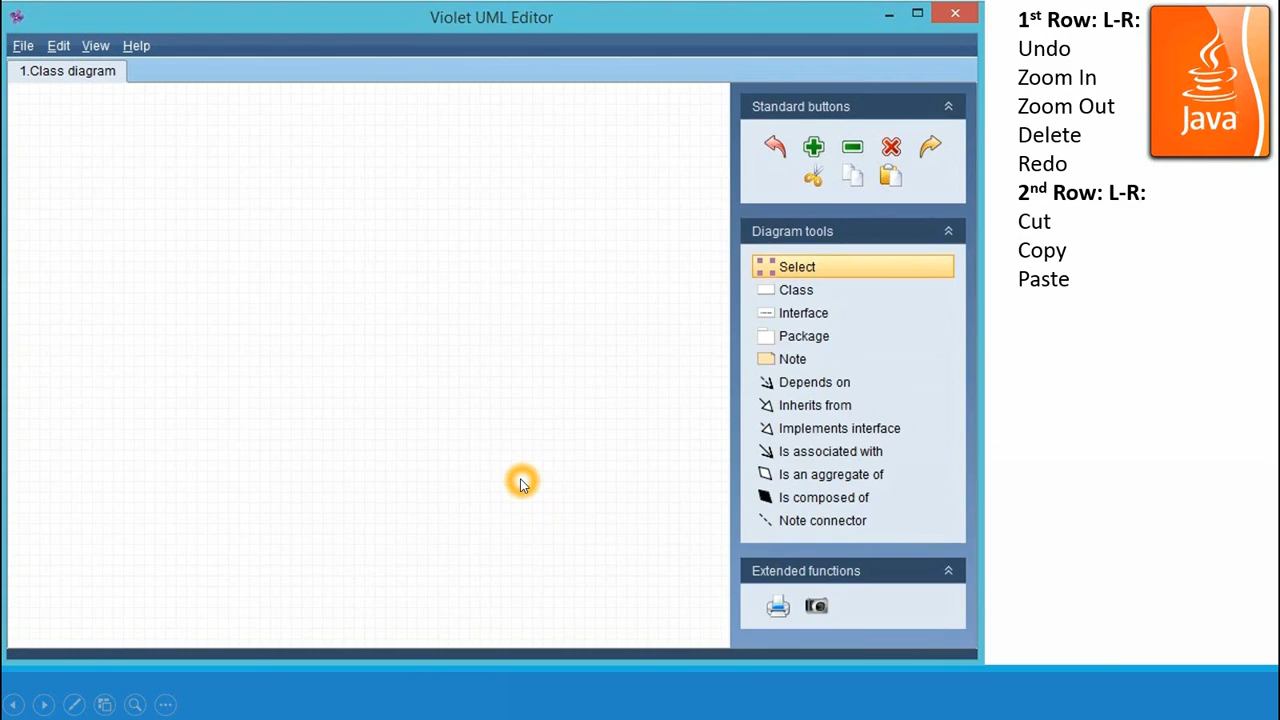 Violet UML Editor
File Edit View Help
1.Class diagram
Standard buttons
Diagram tools
Select
Class
Interface
Package
Note
Depends on
Inherits from
Implements interface
Is associated with
Is an aggregate of
Is composed of
Note connector
Extended functions
1st Row: L-R:
Undo
Zoom In
Zoom Out
Delete
Redo
2nd Row: L-R:
Cut
Copy
Paste
Java